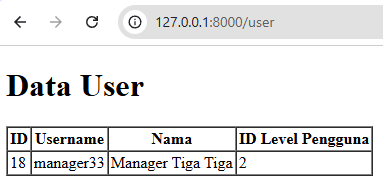 127.0.0.1:8000/user
Data User
ID Username Nama ID Level Pengguna
18 manager33 Manager Tiga Tiga 2